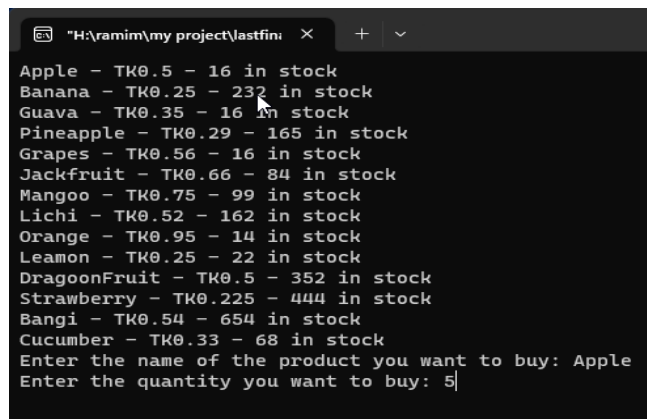 "H:\ramim\my project\lastfina
Apple - TK0.5 - 16 in stock
Banana - TK0.25 - 232 in stock
Guava - TK0.35 - 16 in stock
Pineapple - TK0.29 - 165 in stock
Grapes - TK0.56 - 16 in stock
Jackfruit - TK0.66 - 84 in stock
Mangoo - TK0.75 - 99 in stock
Lichi - TK0.52 - 162 in stock
Orange - TK0.95 - 14 in stock
Leamon - TK0.25 - 22 in stock
DragoonFruit - TK0.5 - 352 in stock
Strawberry - TK0.225 - 444 in stock
Bangi - TK0.54 - 654 in stock
Cucumber - TK0.33 - 68 in stock
Enter the name of the product you want to buy: Apple
Enter the quantity you want to buy: 5